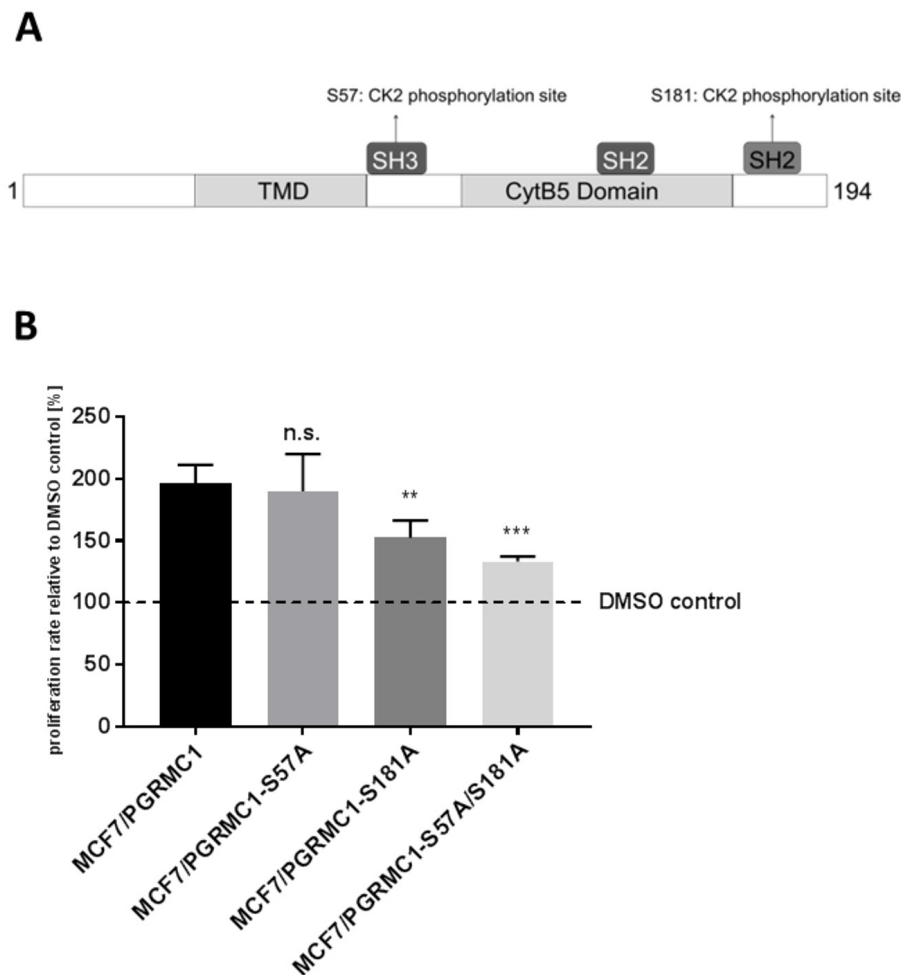 A
S57: CK2 phosphorylation site S181: CK2 phosphorylation site
SH3 SH2 SH2
1 TMD CytB5 Domain 194
B
proliferation rate relative to DMSO control [%]
250
200
150
100
50
0
n.s.
**
***
DMSO control
MCF7/PGRMC1
MCF7/PGRMC1-S57A
MCF7/PGRMC1-S181A
MCF7/PGRMC1-S57A/S181A